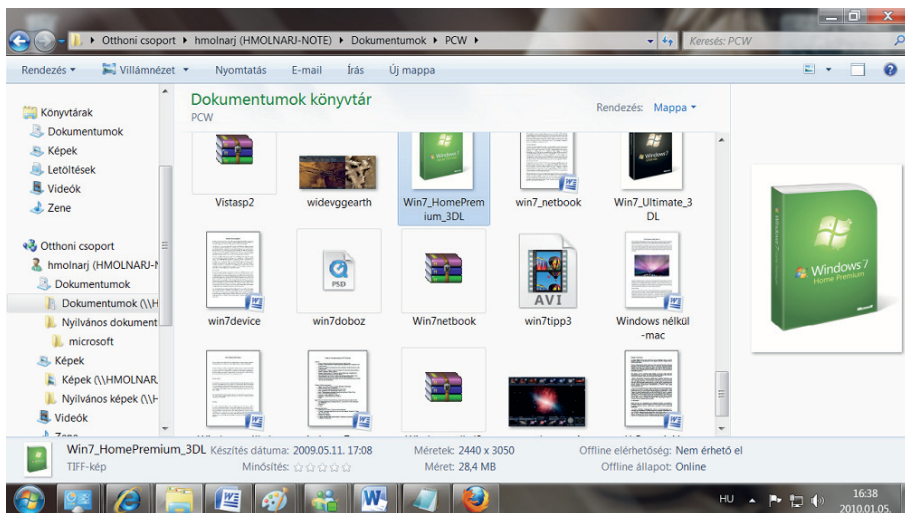 Otthoni csoport ▸ hmolnarj (HMOLNARJ-NOTE) ▸ Dokumentumok ▸ PCW ▸
Keresés: PCW
Rendezés Villámnézet Nyomtatás E-mail Írás Új mappa
Könyvtárak
Dokumentumok
Képek
Letöltések
Videók
Zene
Otthoni csoport
hmolnarj (HMOLNARJ-N
Dokumentumok
Dokumentumok (\\H
Nyilvános dokument
microsoft
Képek
Képek (\\HMOLNAR
Nyilvános képek (\\H
Videók
Dokumentumok könyvtár
PCW
Rendezés: Mappa
Vistasp2
widevggearth
Win7_HomePrem
ium_3DL
win7_netbook
Win7_Ultimate_3
DL
win7device
PSD
win7doboz
Win7netbook
AVI
win7tipp3
Windows nélkül
-mac
Windows 7
Home Premium
Microsoft
Win7_HomePremium_3DL Készítés dátuma: 2009.05.11. 17:08 Méretek: 2440 x 3050 Offline elérhetőség: Nem érhető el
TIFF-kép Minősítés: Méret: 28,4 MB Offline állapot: Online
HU
16:38
2010.01.05.